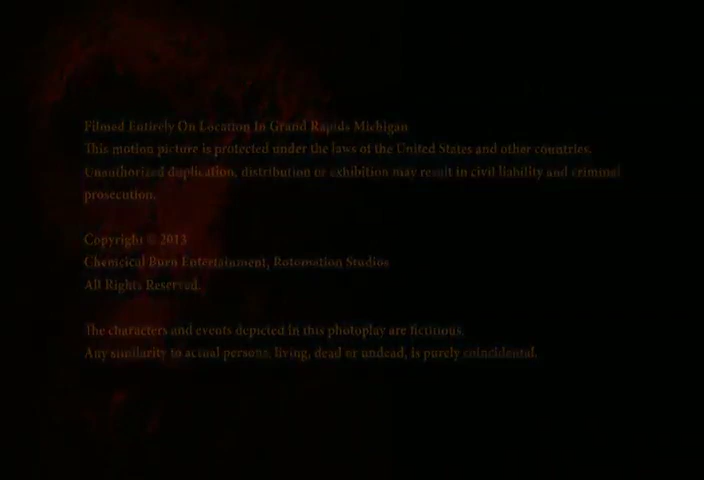 Filmed Entirely On Location In Grand Rapids Michigan
This motion picture is protected under the laws of the United States and other countries.
Unauthorized duplication, distribution or exhibition may result in civil liability and criminal
prosecution.
Copyright © 2013
Chemcical Burn Entertainment, Rotomation Studios
All Rights Reserved.
The characters and events depicted in this photoplay are fictitious.
Any similarity to actual persons, living, dead or undead, is purely coincidental.